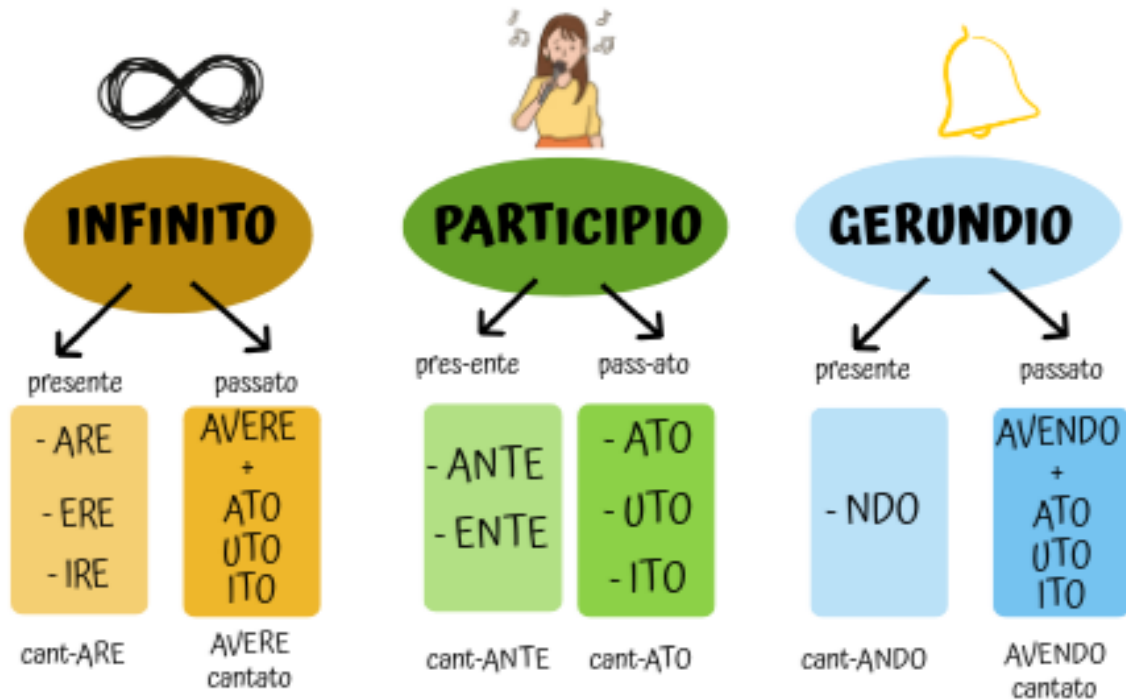 INFINITO
presente
passato
- ARE
- ERE
- IRE
AVERE
+
ATO
UTO
ITO
cant-ARE
AVERE
cantato
PARTICIPIO
pres-ente
pass-ato
- ANTE
- ENTE
- ATO
- UTO
- ITO
cant-ANTE
cant-ATO
GERUNDIO
presente
passato
- NDO
AVENDO
+
ATO
UTO
ITO
cant-ANDO
AVENDO
cantato